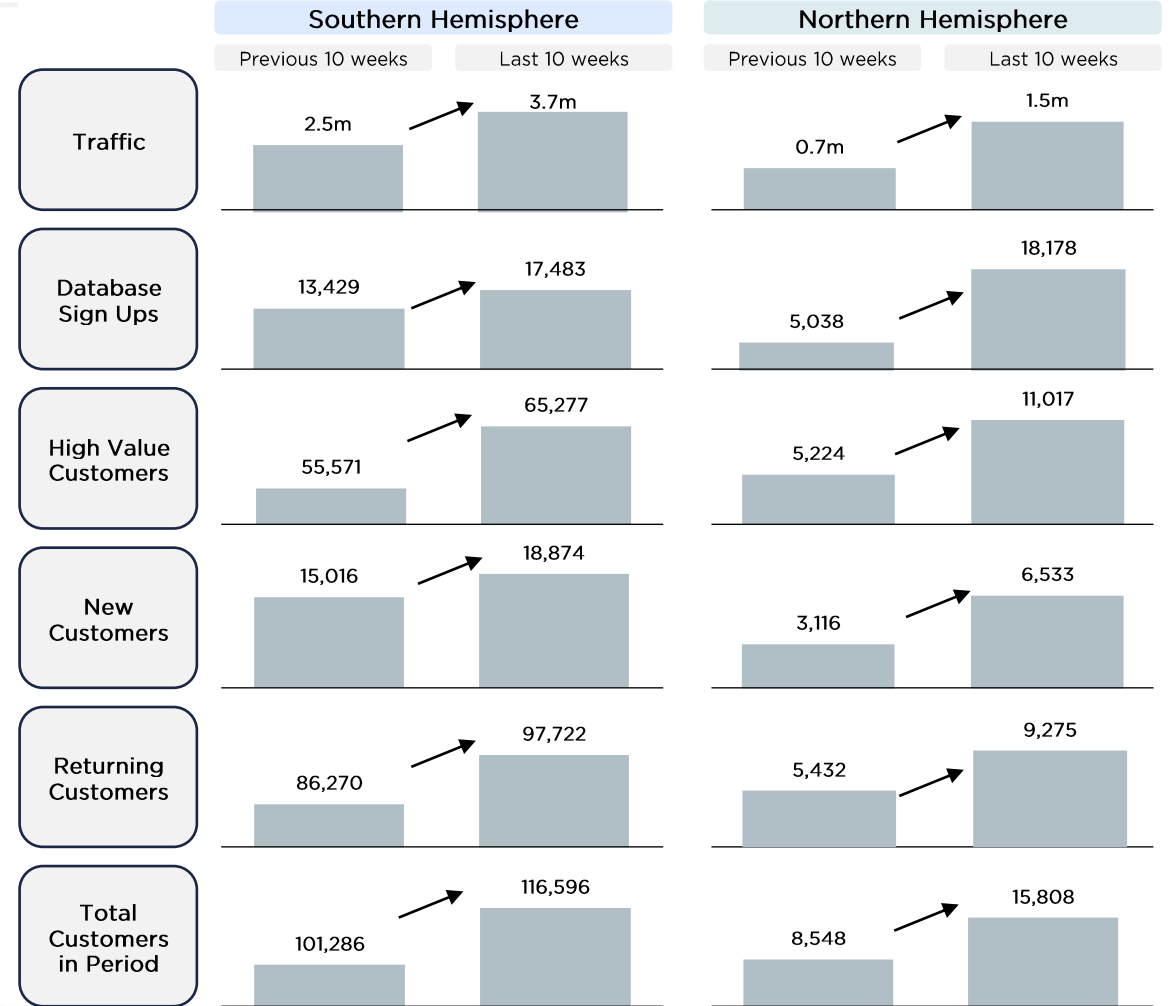 Southern Hemisphere
Northern Hemisphere
Previous 10 weeks
Last 10 weeks
Previous 10 weeks
Last 10 weeks
Traffic
2.5m
3.7m
0.7m
1.5m
Database
Sign Ups
13,429
17,483
5,038
18,178
High Value
Customers
55,571
65,277
5,224
11,017
New
Customers
15,016
18,874
3,116
6,533
Returning
Customers
86,270
97,722
5,432
9,275
Total
Customers
in Period
101,286
116,596
8,548
15,808